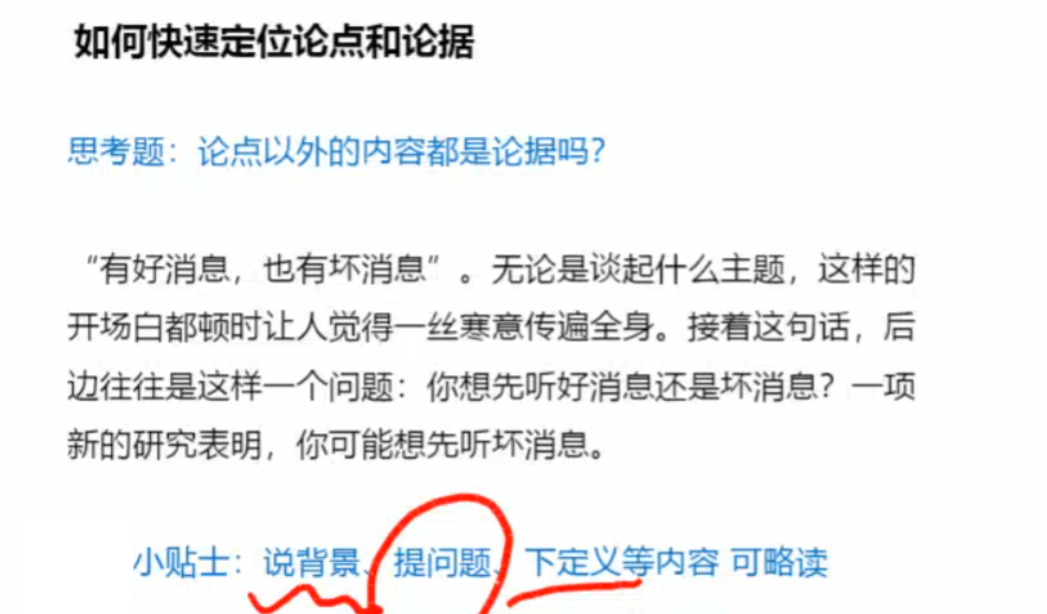 如何快速定位论点和论据
思考题：论点以外的内容都是论据吗？
“有好消息，也有坏消息”。无论是谈起什么主题，这样的
开场白都顿时让人觉得一丝寒意传遍全身。接着这句话，后
边往往是这样一个问题：你想先听好消息还是坏消息？一项
新的研究表明，你可能想先听坏消息。
小贴士：说背景、提问题、下定义等内容 可略读